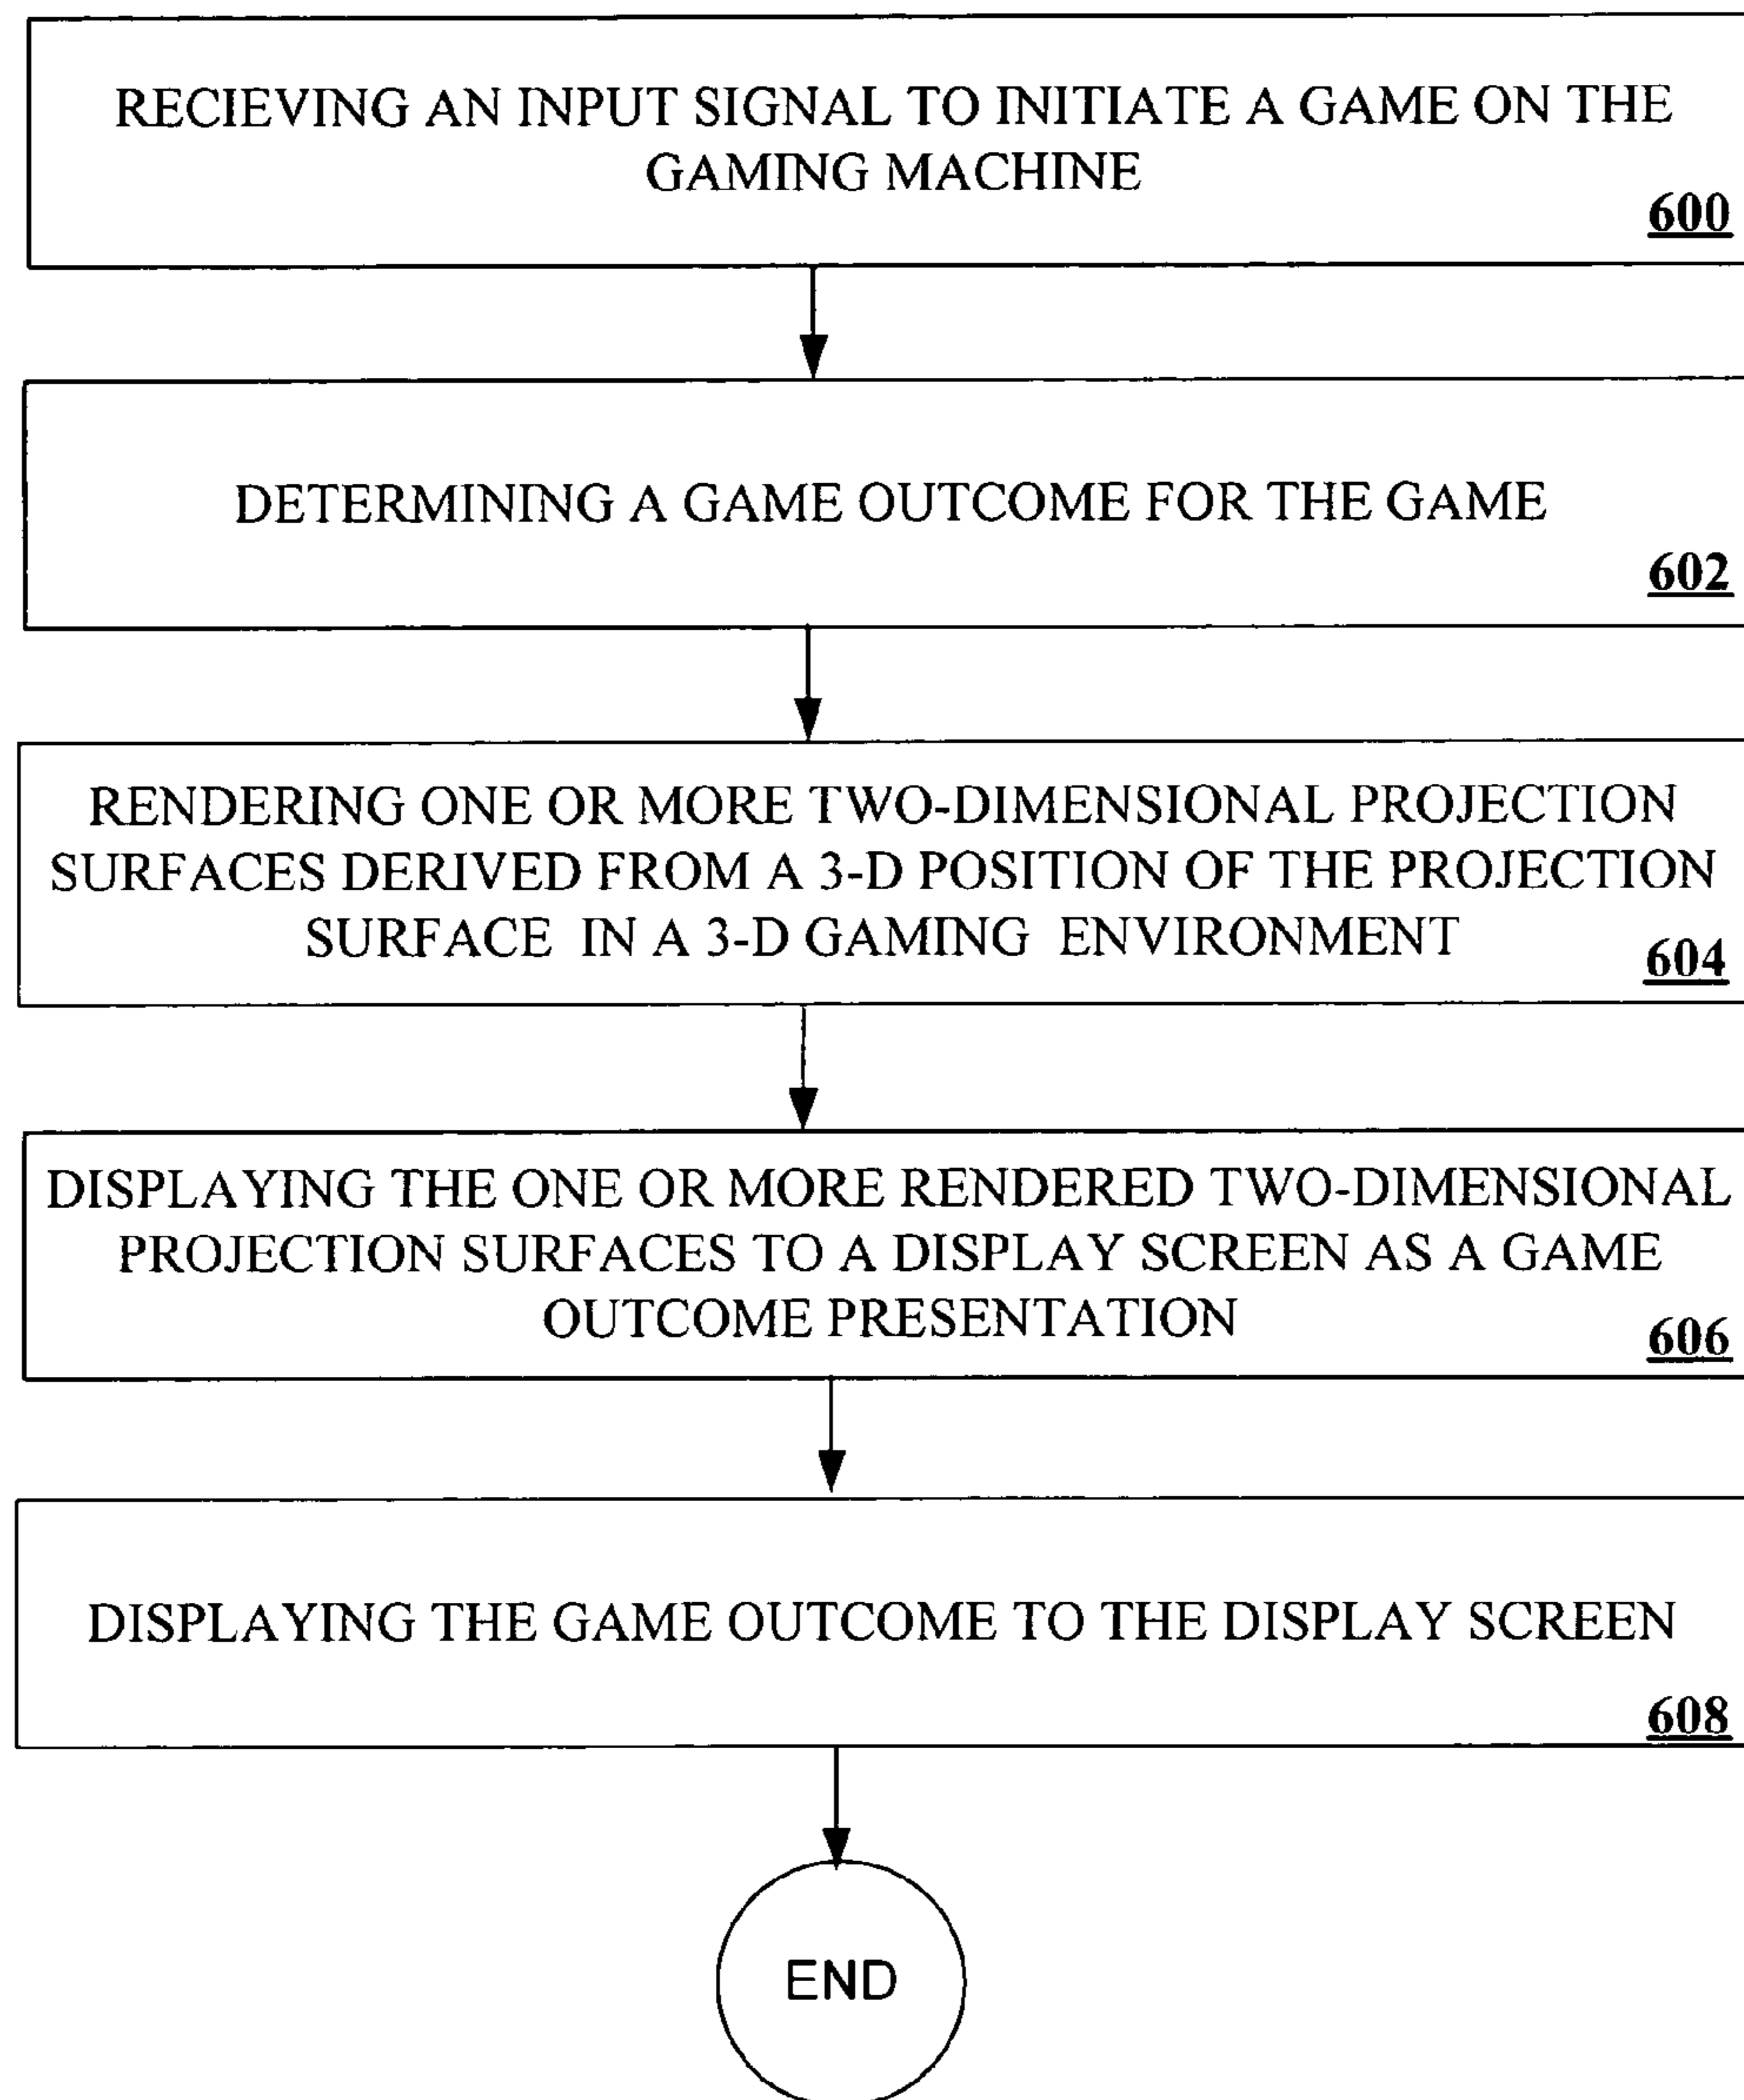 RECIEVING AN INPUT SIGNAL TO INITIATE A GAME ON THE
GAMING MACHINE
600
DETERMINING A GAME OUTCOME FOR THE GAME
602
RENDERING ONE OR MORE TWO-DIMENSIONAL PROJECTION
SURFACES DERIVED FROM A 3-D POSITION OF THE PROJECTION
SURFACE IN A 3-D GAMING ENVIRONMENT
604
DISPLAYING THE ONE OR MORE RENDERED TWO-DIMENSIONAL
PROJECTION SURFACES TO A DISPLAY SCREEN AS A GAME
OUTCOME PRESENTATION
606
DISPLAYING THE GAME OUTCOME TO THE DISPLAY SCREEN
608
END